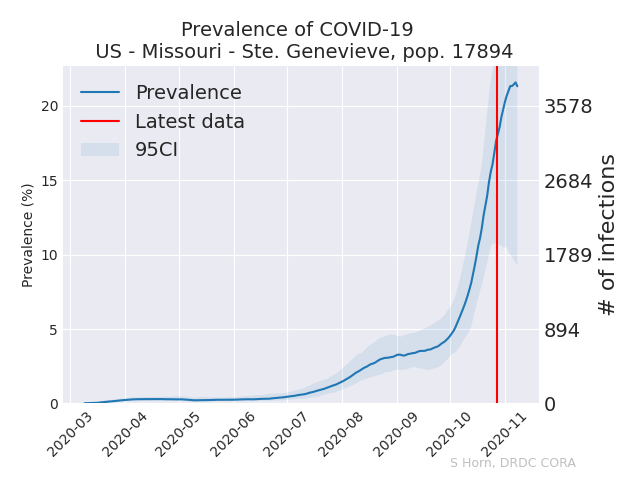 Prevalence of COVID-19
US - Missouri - Ste. Genevieve, pop. 17894
Prevalence
Latest data
95CI
Prevalence (%)
20
15
10
5
0
3578
2684
1789
894
0
# of infections
2020-03
2020-04
2020-05
2020-06
2020-07
2020-08
2020-09
2020-10
2020-11
S Horn, DRDC CORA